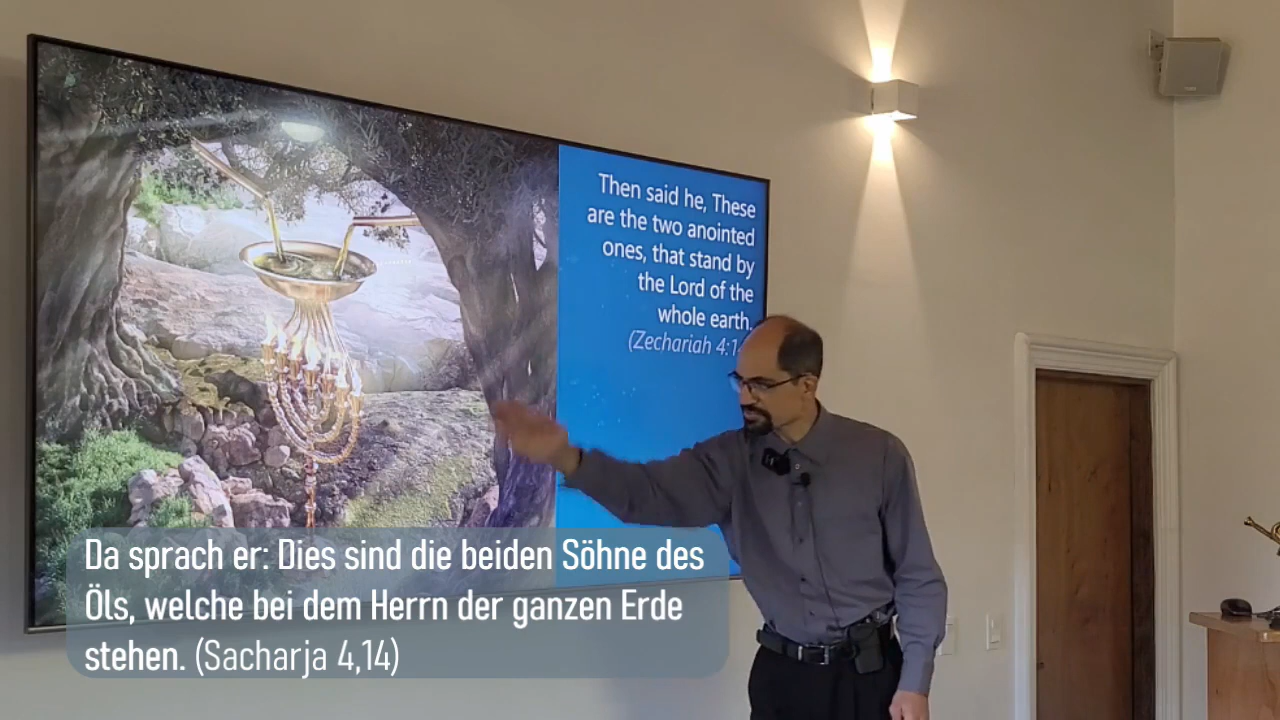 Then said he, These
are the two anointed
ones, that stand by
the Lord of the
whole earth.
(Zechariah 4:1
Da sprach er: Dies sind die beiden Söhne des
Öls, welche bei dem Herrn der ganzen Erde
stehen. (Sacharja 4,14)